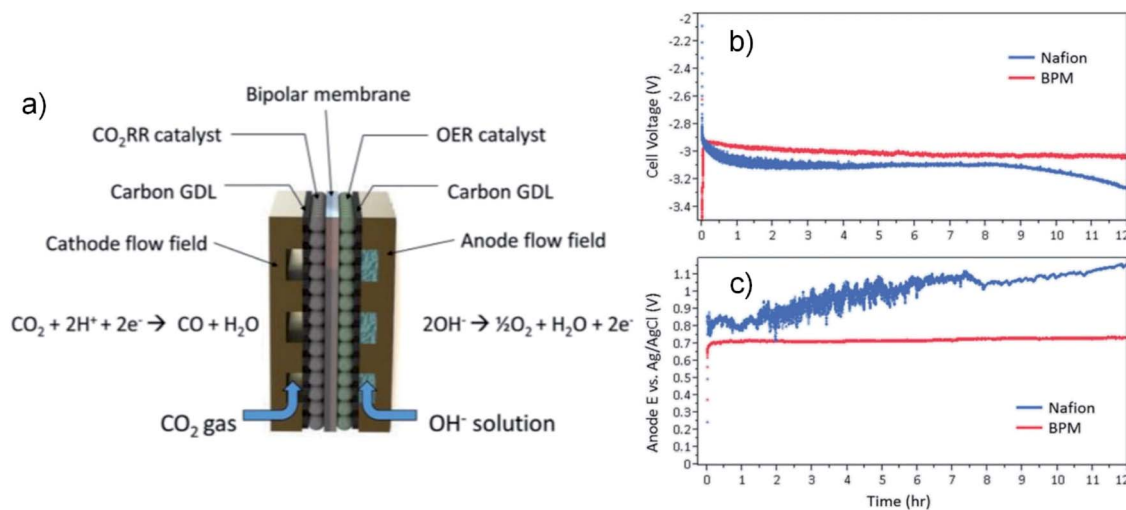 a)
Bipolar membrane
CO₂RR catalyst
OER catalyst
Carbon GDL
Carbon GDL
Cathode flow field
Anode flow field
CO₂ + 2H⁺ + 2e⁻ → CO + H₂O
2OH⁻ → ½O₂ + H₂O + 2e⁻
CO₂ gas
OH⁻ solution
b)
Nafion
BPM
Cell Voltage (V)
-2
-2.2
-2.4
-2.6
-2.8
-3
-3.2
-3.4
0 1 2 3 4 5 6 7 8 9 10 11 12
c)
Nafion
BPM
Anode E vs. Ag/AgCl (V)
1.1
1
0.9
0.8
0.7
0.6
0.5
0.4
0.3
0.2
0.1
0
0 1 2 3 4 5 6 7 8 9 10 11 12
Time (hr)